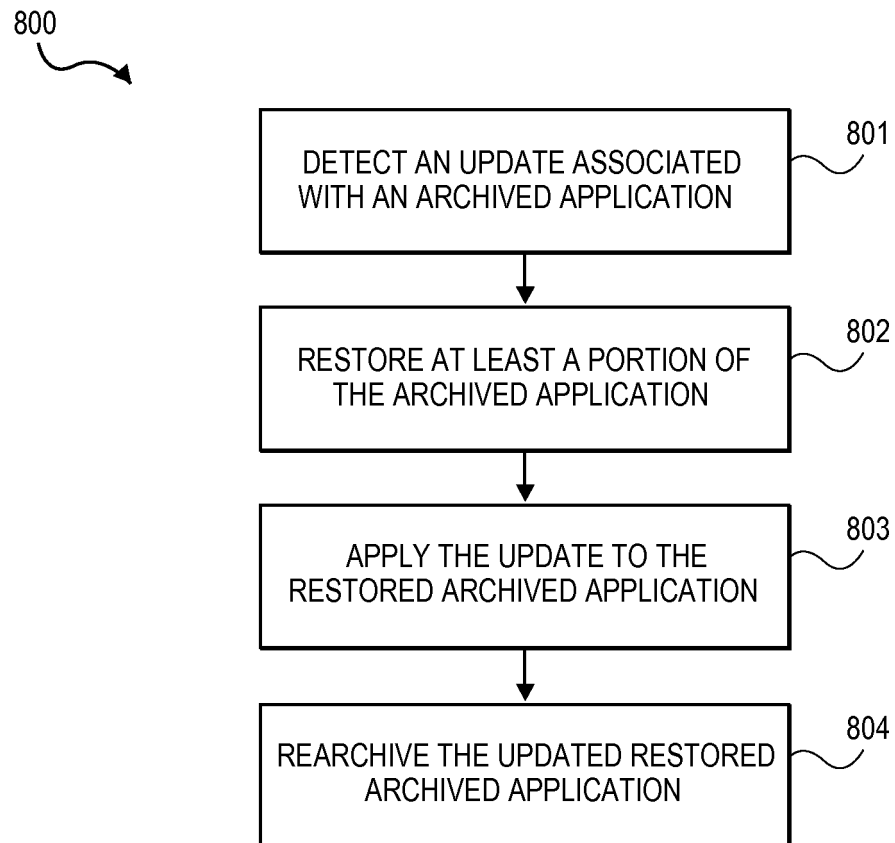 800
801
DETECT AN UPDATE ASSOCIATED
WITH AN ARCHIVED APPLICATION
802
RESTORE AT LEAST A PORTION OF
THE ARCHIVED APPLICATION
803
APPLY THE UPDATE TO THE
RESTORED ARCHIVED APPLICATION
804
REARCHIVE THE UPDATED RESTORED
ARCHIVED APPLICATION